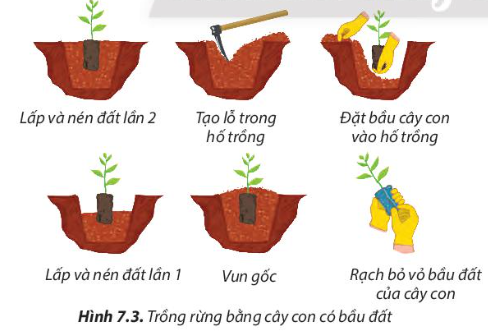 Lấp và nén đất lần 2
Tạo lỗ trong
hố trồng
Đặt bầu cây con
vào hố trồng
Lấp và nén đất lần 1
Vun gốc
Rạch bỏ vỏ bầu đất
của cây con
Hình 7.3. Trồng rừng bằng cây con có bầu đất